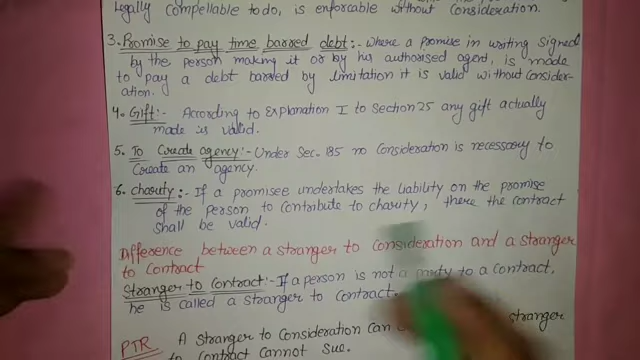 Legally compellable to do, is enforceable without Consideration.
3. Promise to pay time barred debt:- Where a promise in writing signed
by the person making it or by his authorised agent, is made
to pay a debt barred by limitation it is valid without Consider-
ation.
4. Gift:- According to Explanation I to Section 25 any gift actually
made is valid.
5. To Create agency:- Under Sec. 185 no consideration is necessary to
Create an agency.
6. Charity:- If a promisee undertakes the liability on the promise
of the person to contribute to charity, there the contract
shall be valid.
Difference between a stranger to consideration and a stranger
to Contract
Stranger to Contract:- If a person is not a party to a contract,
he is called a stranger to contract.
PTR A stranger to Consideration can stranger
to Contract Cannot Sue.